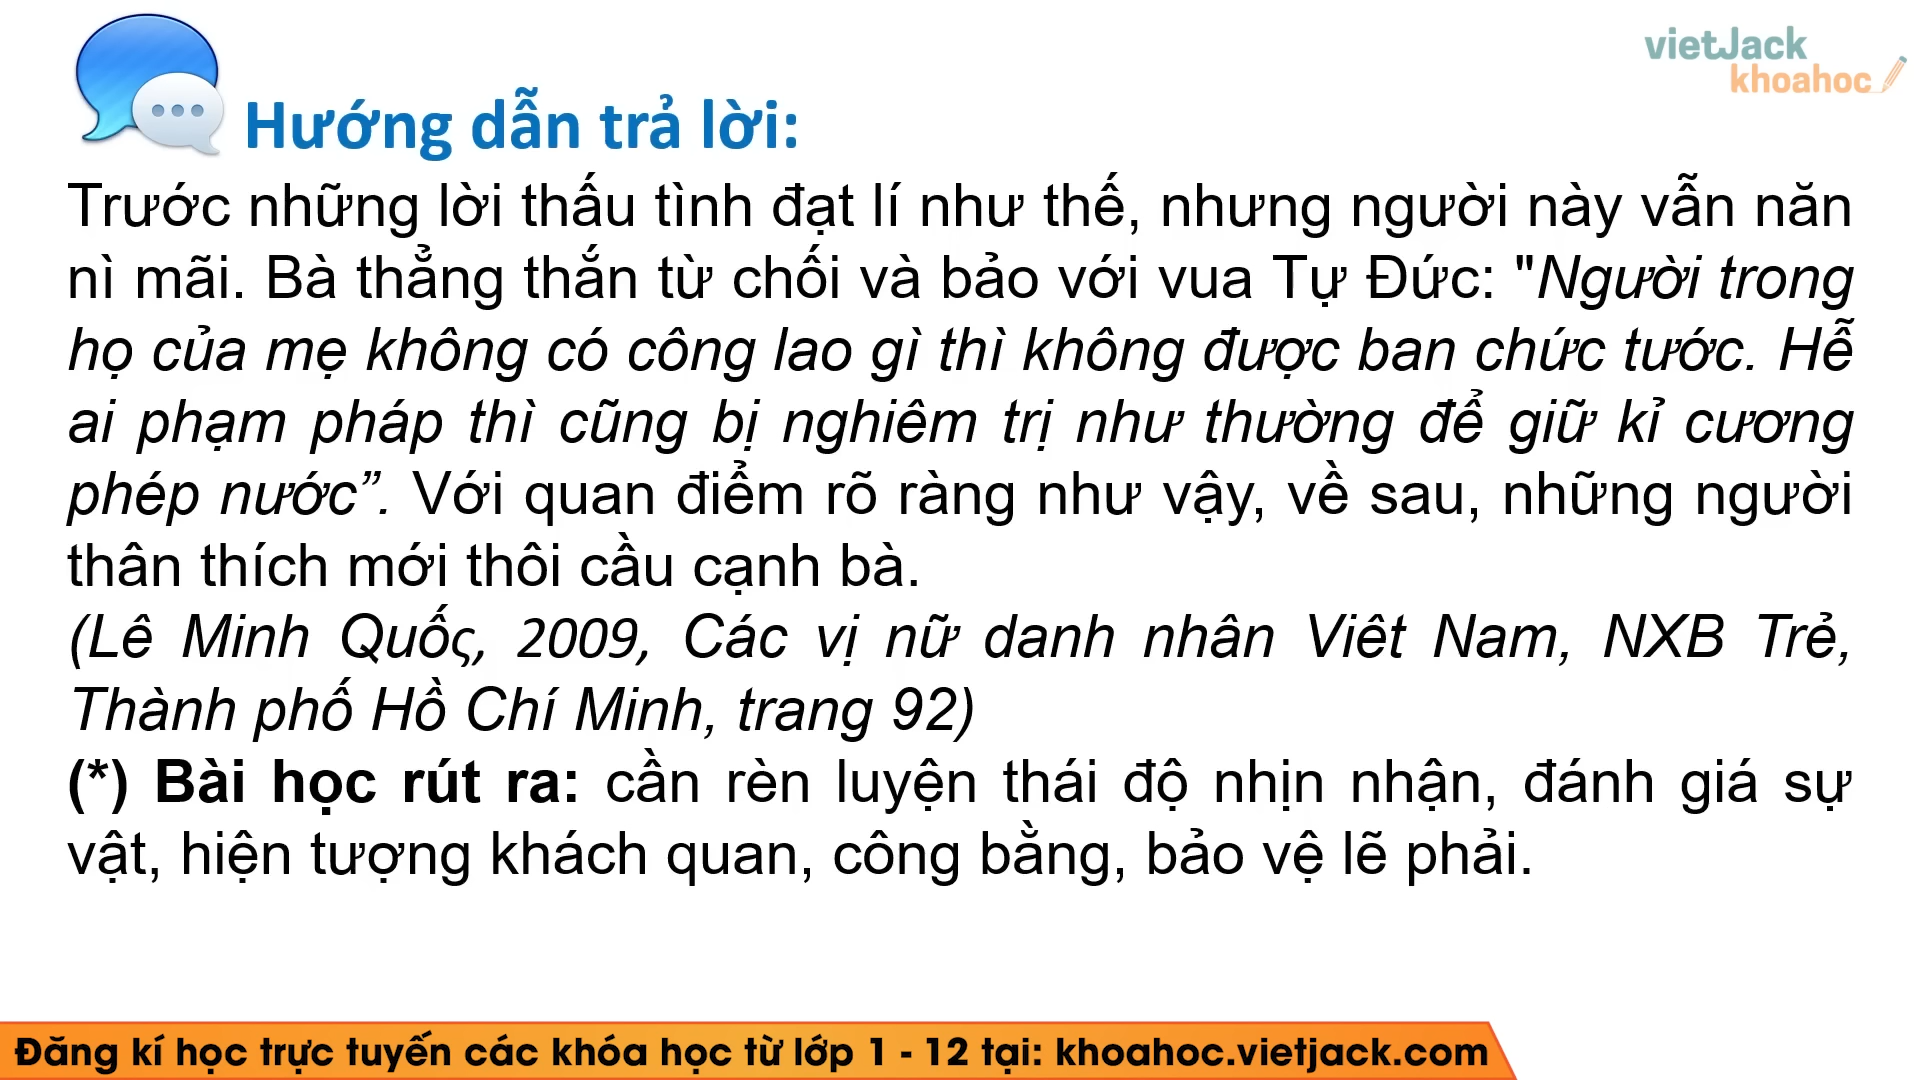 vietJack
khoahoc
Hướng dẫn trả lời:
Trước những lời thấu tình đạt lí như thế, nhưng người này vẫn năn
nì mãi. Bà thẳng thắn từ chối và bảo với vua Tự Đức: "Người trong
họ của mẹ không có công lao gì thì không được ban chức tước. Hễ
ai phạm pháp thì cũng bị nghiêm trị như thường để giữ kỉ cương
phép nước”. Với quan điểm rõ ràng như vậy, về sau, những người
thân thích mới thôi cầu cạnh bà.
(Lê Minh Quốς, 2009, Các vị nữ danh nhân Viêt Nam, NXB Trẻ,
Thành phố Hồ Chí Minh, trang 92)
(*) Bài học rút ra: cần rèn luyện thái độ nhịn nhận, đánh giá sự
vật, hiện tượng khách quan, công bằng, bảo vệ lẽ phải.
Đăng kí học trực tuyến các khóa học từ lớp 1 - 12 tại: khoahoc.vietjack.com